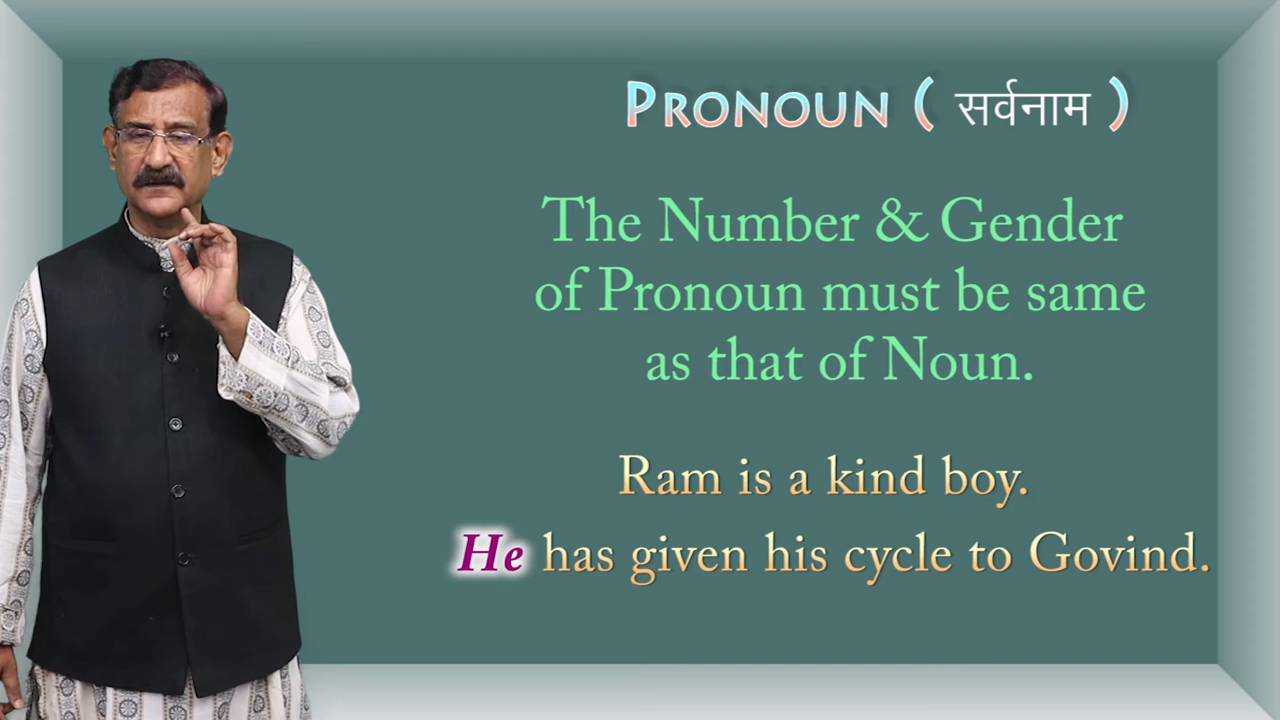 PRONOUN ( सर्वनाम )
The Number & Gender
of Pronoun must be same
as that of Noun.
Ram is a kind boy.
He has given his cycle to Govind.